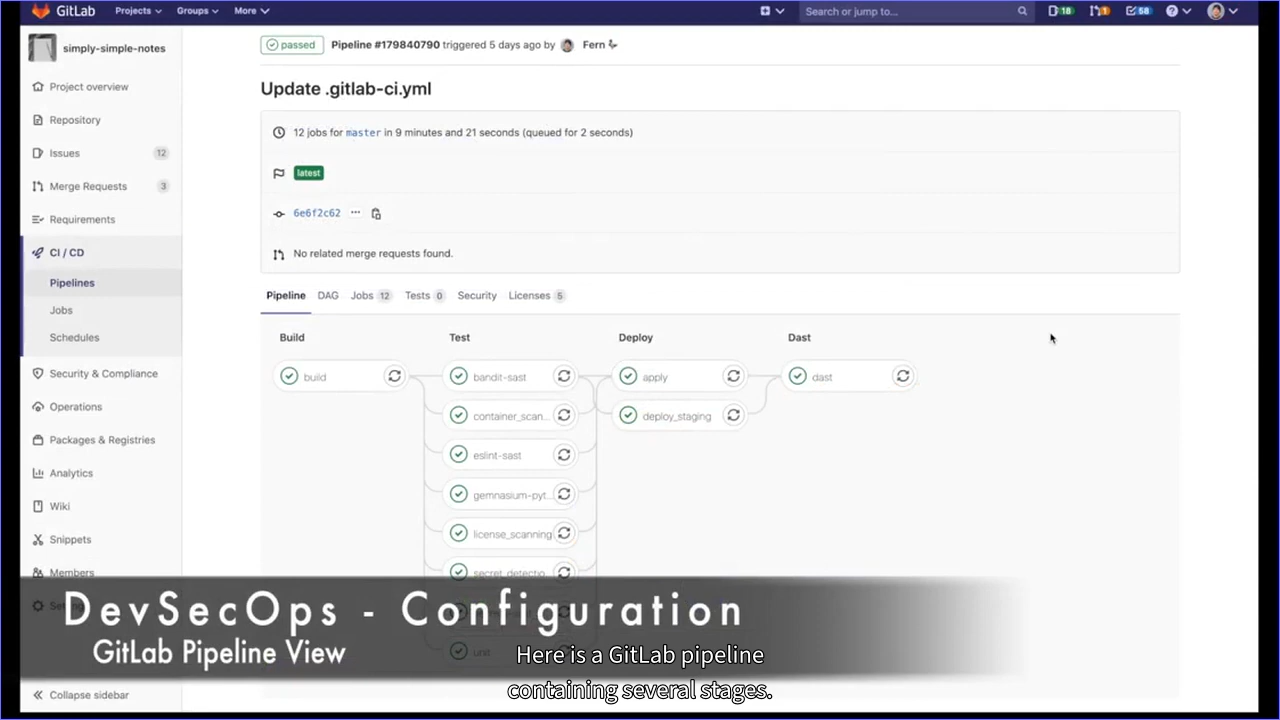 GitLab Projects Groups More Search or jump to... 18 1 58
simply-simple-notes
Project overview
Repository
Issues 12
Merge Requests 3
Requirements
CI / CD
Pipelines
Jobs
Schedules
Security & Compliance
Operations
Packages & Registries
Analytics
Wiki
Snippets
Members
Collapse sidebar
passed Pipeline #179840790 triggered 5 days ago by Fern
Update .gitlab-ci.yml
12 jobs for master in 9 minutes and 21 seconds (queued for 2 seconds)
latest
6e6f2c62 ...
No related merge requests found.
Pipeline DAG Jobs 12 Tests 0 Security Licenses 5
Build Test Deploy Dast
build bandit-sast apply dast
container_scan... deploy_staging
eslint-sast
gemnasium-pyt...
license_scanning
secret_detectio...
unit
DevSecOps - Configuration
GitLab Pipeline View
Here is a GitLab pipeline
containing several stages.